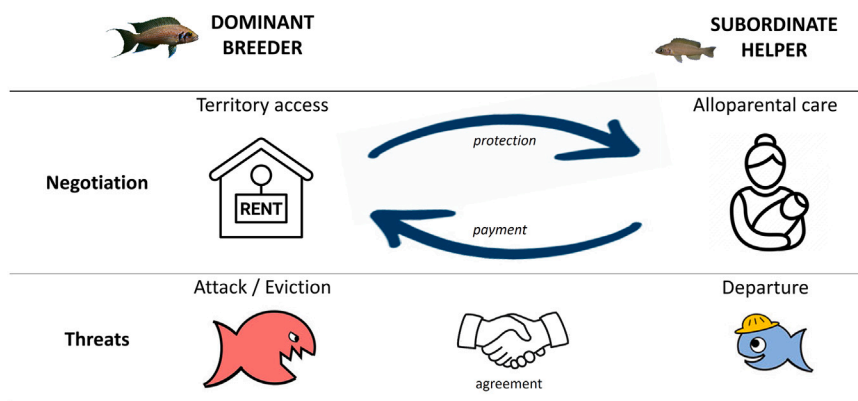 DOMINANT
BREEDER
SUBORDINATE
HELPER
Territory access
Alloparental care
protection
Negotiation
RENT
payment
Attack / Eviction
Departure
Threats
agreement